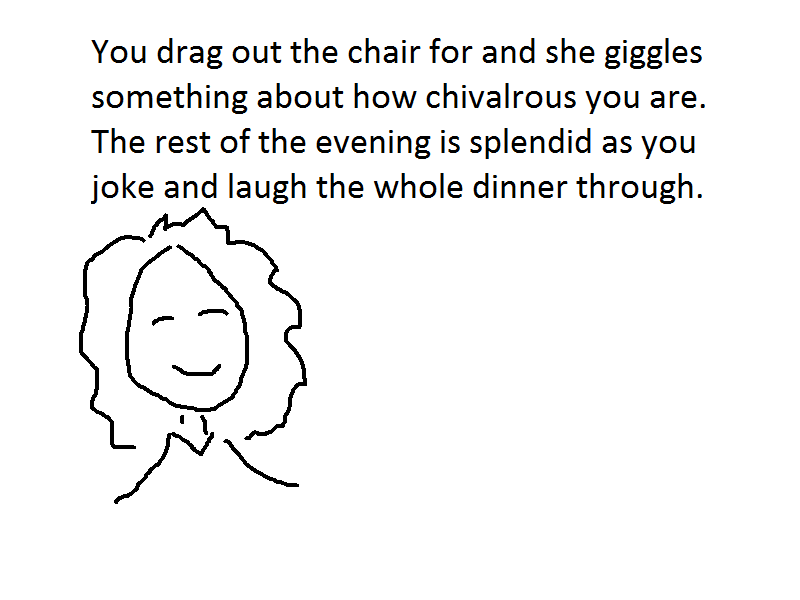 You drag out the chair for and she giggles
something about how chivalrous you are.
The rest of the evening is splendid as you
joke and laugh the whole dinner through.